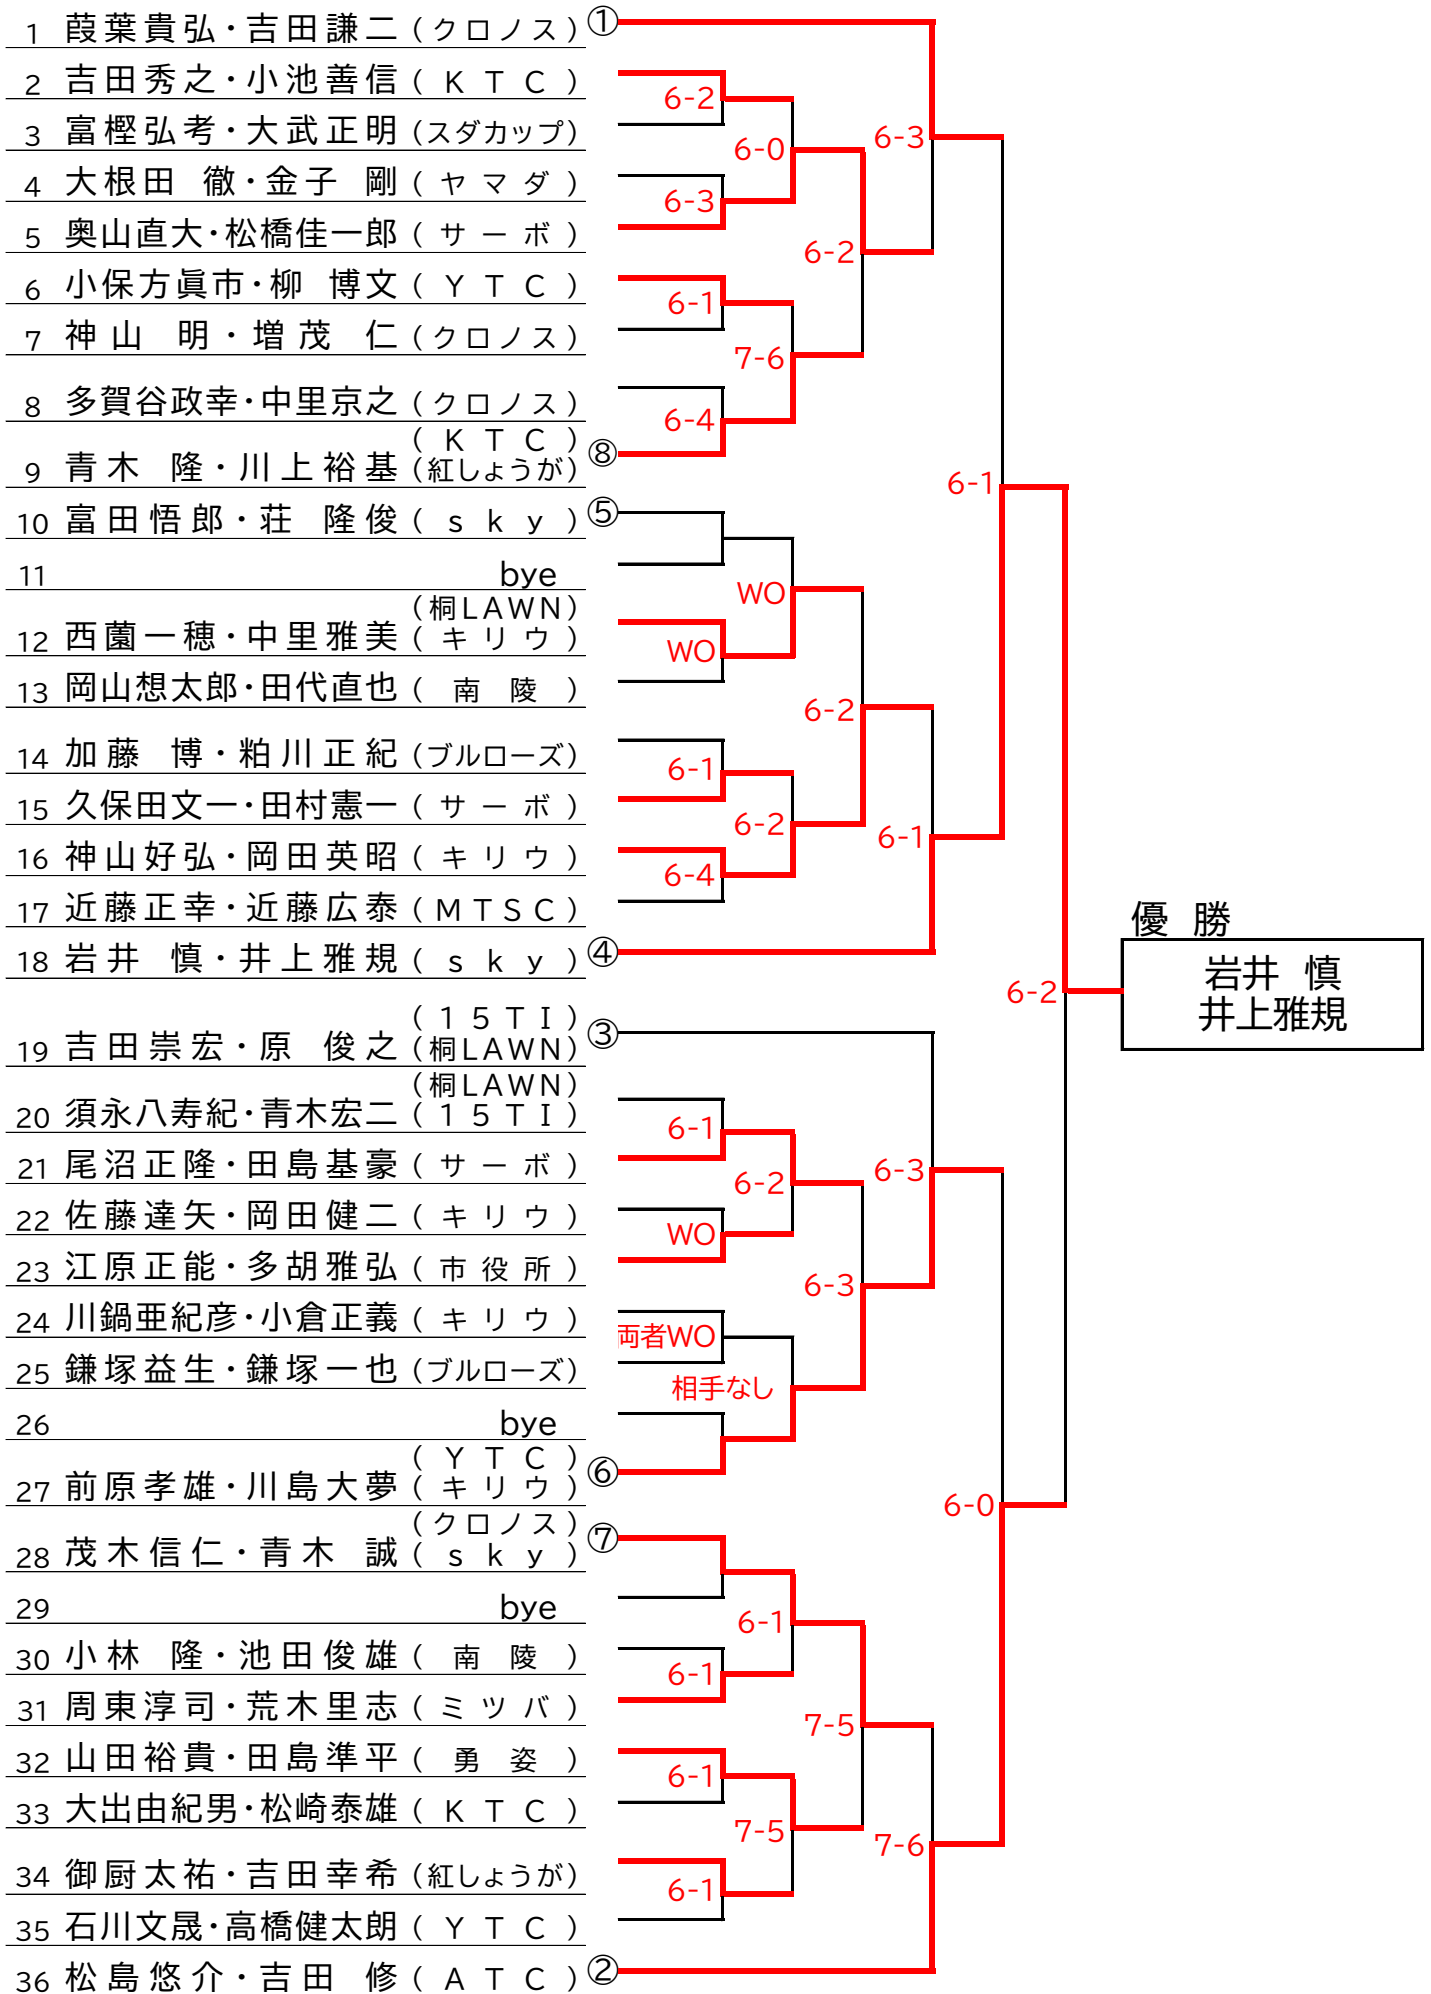 1 葭葉貴弘・吉田謙二 (クロノス) ①
2 吉田秀之・小池善信 (KTC)
6-2
3 富樫弘考・大武正明 (スダカップ)
6-3
6-0
4 大根田 徹・金子 剛 (ヤマダ)
6-3
5 奥山直大・松橋佳一郎 (サーボ)
6-2
6 小保方眞市・柳 博文 (YTC)
6-1
7 神山 明・増茂 仁 (クロノス)
7-6
8 多賀谷政幸・中里京之 (クロノス)
6-4
(KTC)
9 青木 隆・川上裕基 (紅しょうが) ⑧
6-1
10 富田悟郎・荘 隆俊 (sky) ⑤
11 bye
WO
(桐LAWN)
12 西薗一穂・中里雅美 (キリウ)
WO
13 岡山想太郎・田代直也 (南陵)
6-2
14 加藤 博・粕川正紀 (ブルローズ)
6-1
15 久保田文一・田村憲一 (サーボ)
6-2
6-1
16 神山好弘・岡田英昭 (キリウ)
6-4
17 近藤正幸・近藤広泰 (MTSC)
18 岩井 慎・井上雅規 (sky) ④
優勝
岩井 慎
井上雅規
6-2
(15TI)
19 吉田崇宏・原 俊之 (桐LAWN) ③
(桐LAWN)
20 須永八寿紀・青木宏二 (15TI)
6-1
21 尾沼正隆・田島基豪 (サーボ)
6-3
6-2
22 佐藤達矢・岡田健二 (キリウ)
WO
23 江原正能・多胡雅弘 (市役所)
6-3
24 川鍋亜紀彦・小倉正義 (キリウ)
両者WO
25 鎌塚益生・鎌塚一也 (ブルローズ)
相手なし
26 bye
(YTC)
27 前原孝雄・川島大夢 (キリウ) ⑥
6-0
(クロノス)
28 茂木信仁・青木 誠 (sky) ⑦
29 bye
6-1
30 小林 隆・池田俊雄 (南陵)
6-1
31 周東淳司・荒木里志 (ミツバ)
7-5
32 山田裕貴・田島準平 (勇姿)
6-1
33 大出由紀男・松崎泰雄 (KTC)
7-5
7-6
34 御厨太祐・吉田幸希 (紅しょうが)
6-1
35 石川文晟・高橋健太朗 (YTC)
36 松島悠介・吉田 修 (ATC) ②